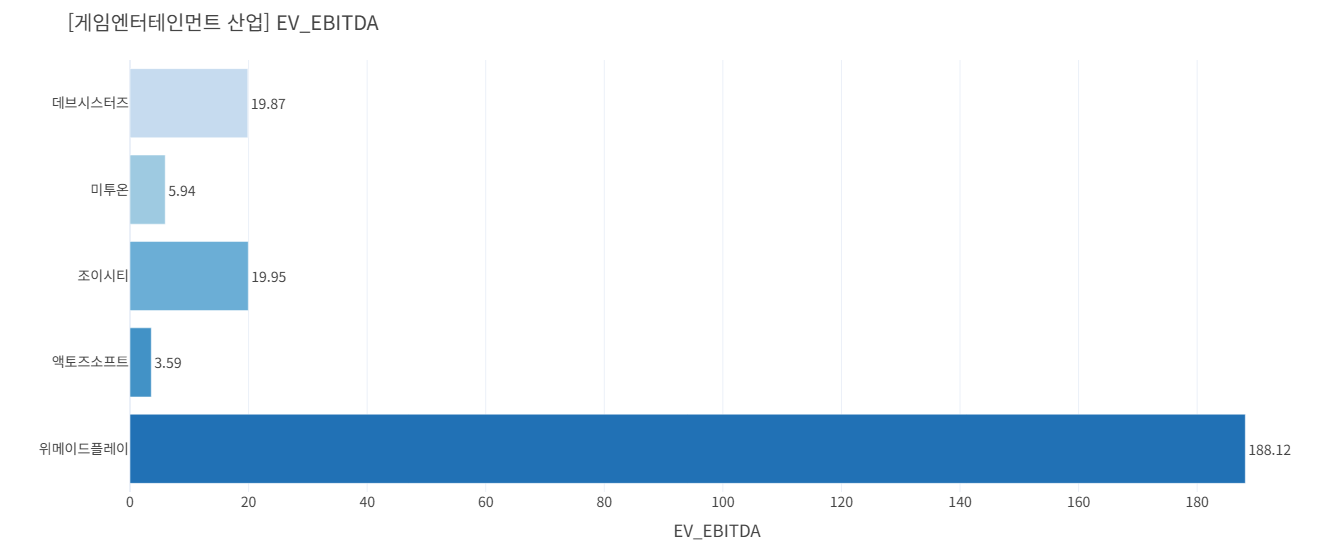 [게임엔터테인먼트 산업] EV_EBITDA
데브시스터즈 19.87
미투온 5.94
조이시티 19.95
액토즈소프트 3.59
위메이드플레이 188.12
0 20 40 60 80 100 120 140 160 180
EV_EBITDA